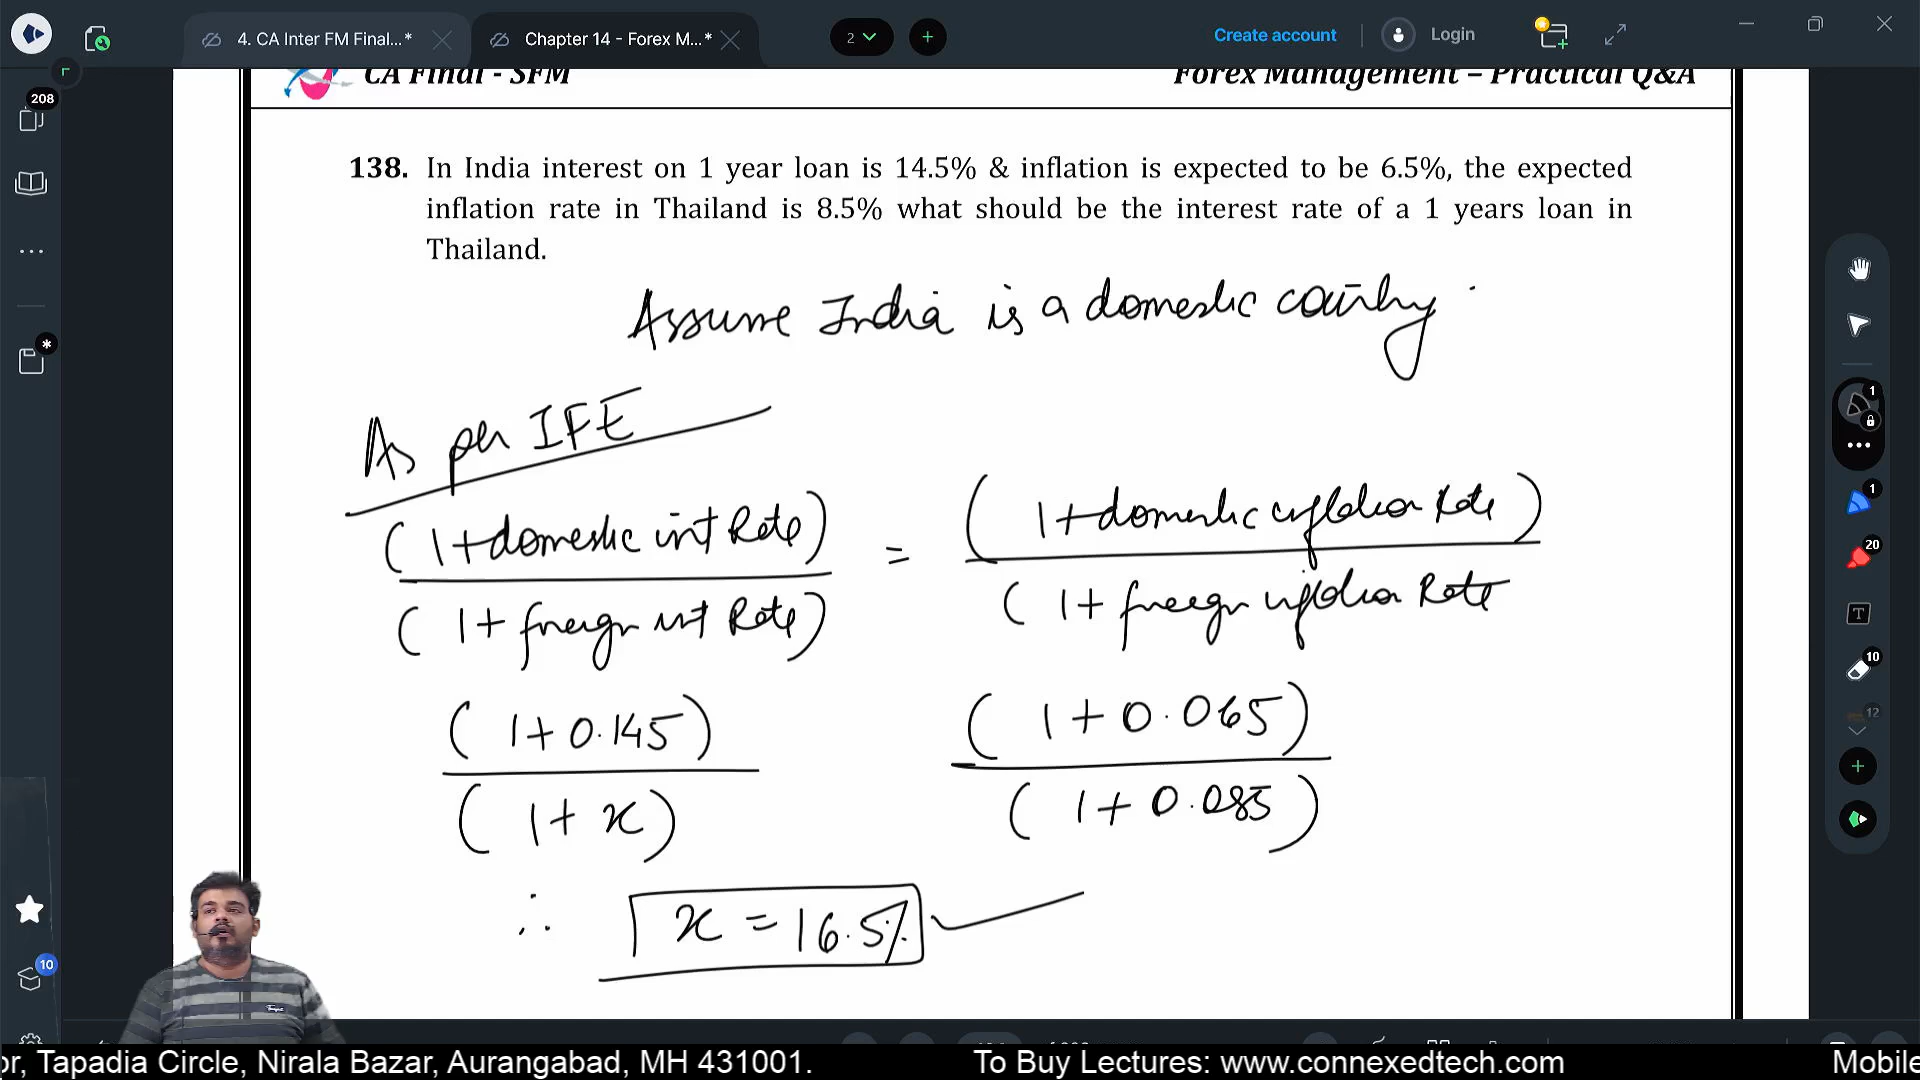 4. CA Inter FM Final...*
Chapter 14 - Forex M...*
2
Create account
Login
208
CA Final - SFM
Forex Management – Practical Q&A
138. In India interest on 1 year loan is 14.5% & inflation is expected to be 6.5%, the expected
inflation rate in Thailand is 8.5% what should be the interest rate of a 1 years loan in
Thailand.
Assume India is a domestic country.
As per IFE
(1+domestic int Rate) = (1+domestic inflation Rate)
(1+ foreign int Rate) (1+ foreign inflation Rate
(1+0.145) (1+0.065)
(1+x) (1+0.085)
∴ x = 16.5%
1
1
20
T
10
12
10
or, Tapadia Circle, Nirala Bazar, Aurangabad, MH 431001. To Buy Lectures: www.connexedtech.com Mobile